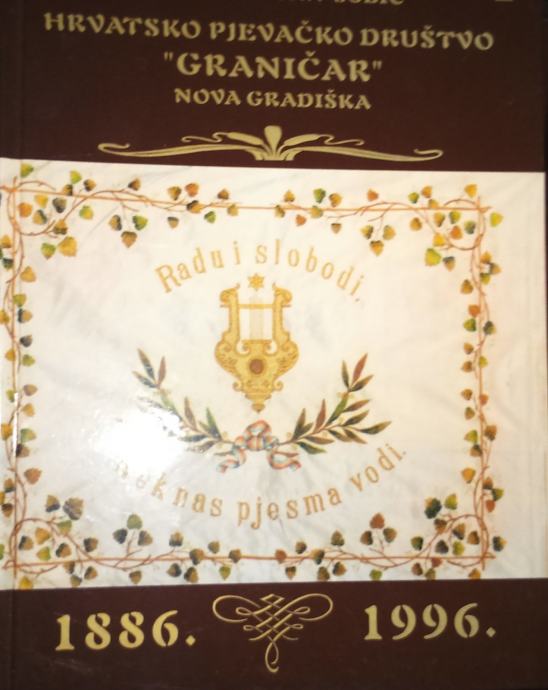 HRVATSKO PJEVAČKO DRUŠTVO
"GRANIČAR"
NOVA GRADIŠKA
Radu i slobodi,
nas pjesma vodi.
1886. 1996.